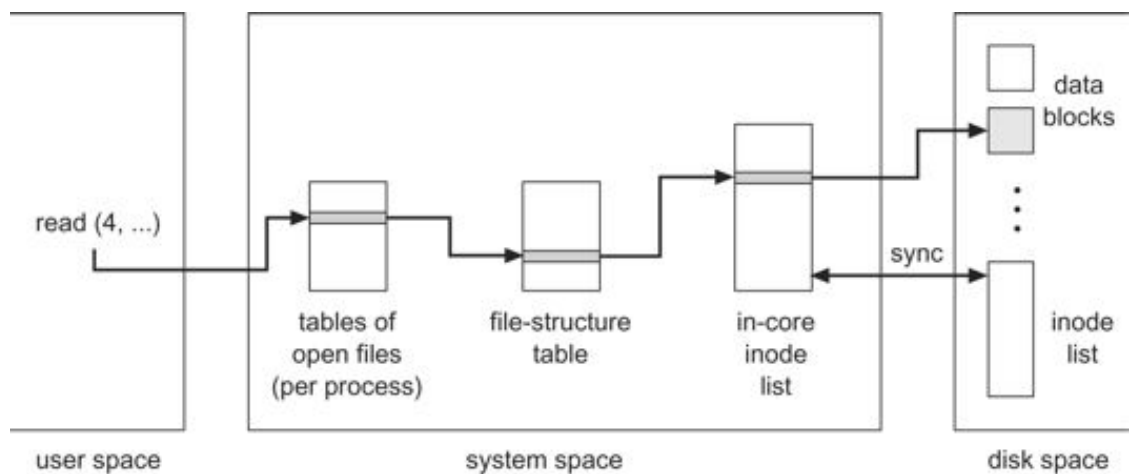 data
blocks
read (4, ...)
sync
tables of
open files
(per process)
file-structure
table
in-core
inode
list
inode
list
user space
system space
disk space